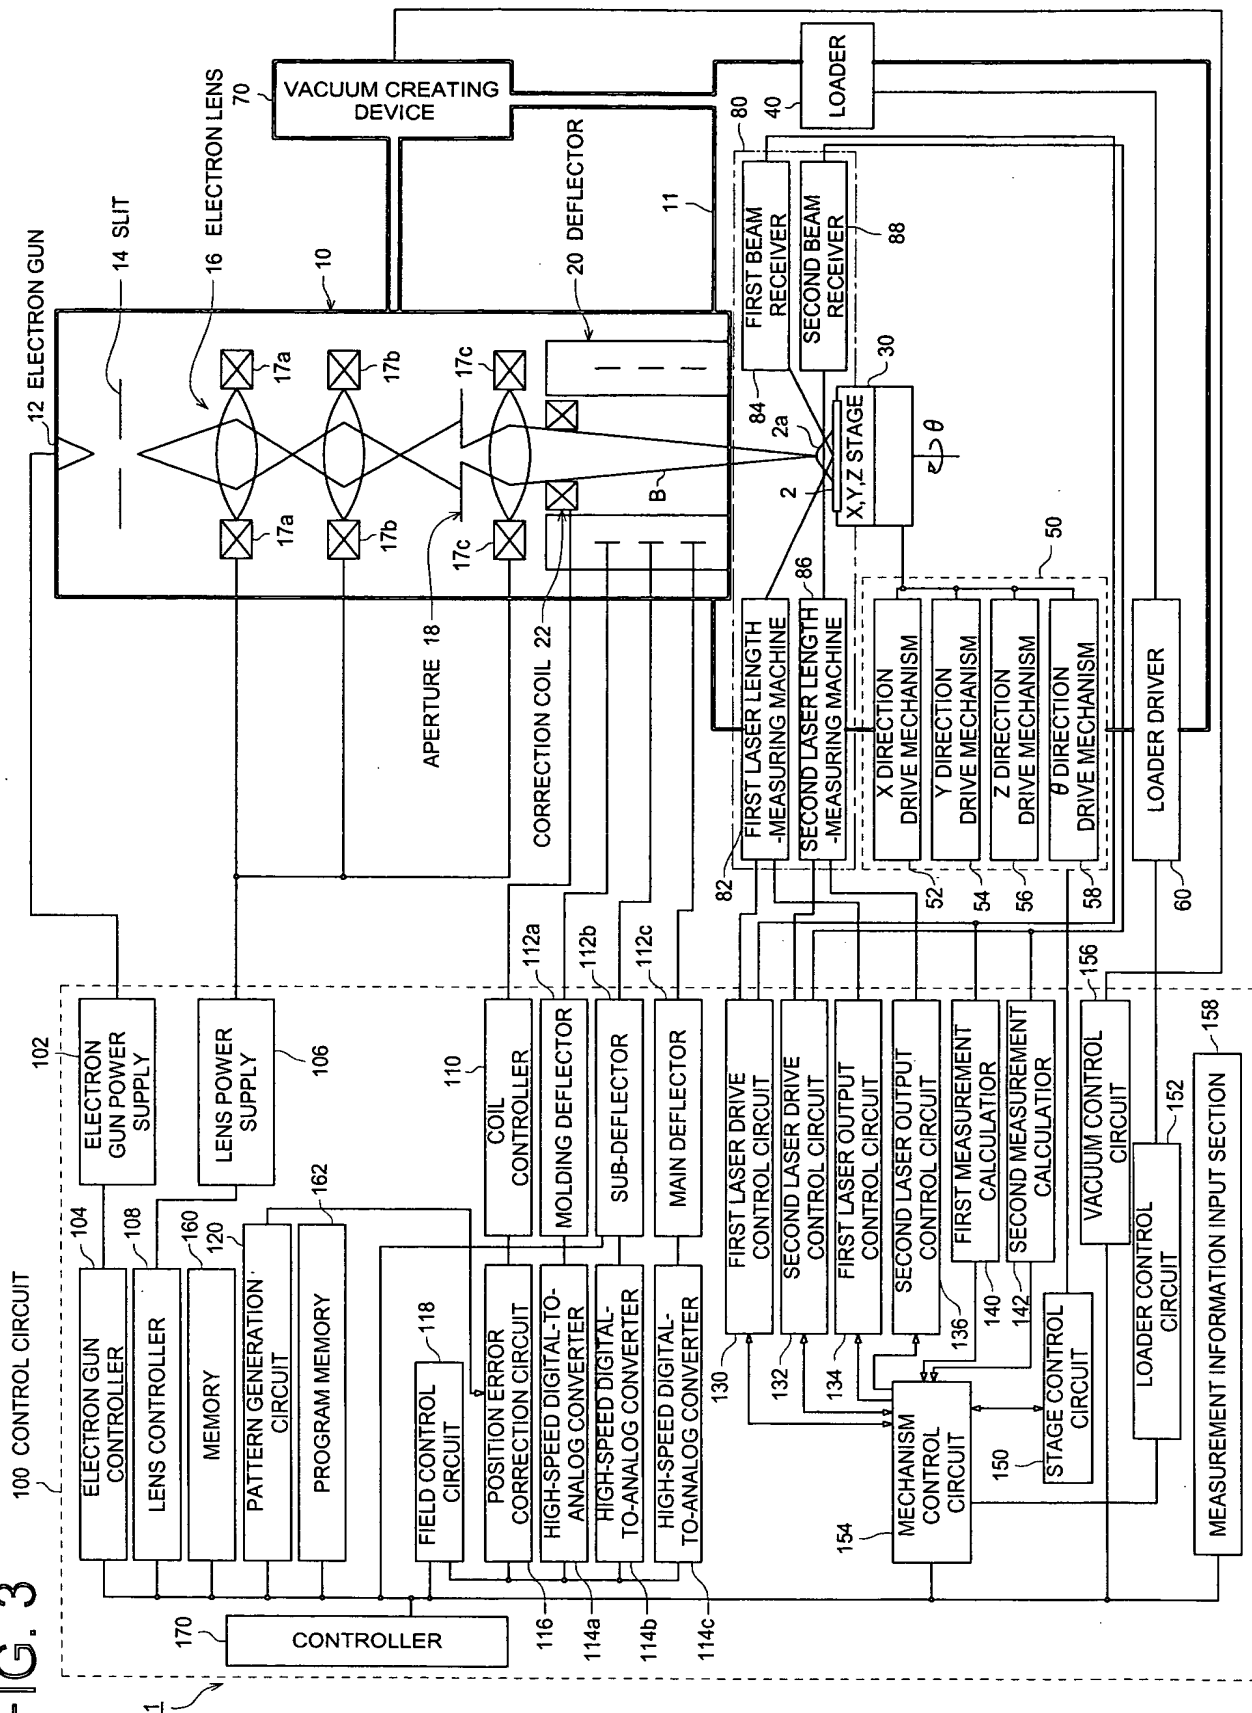 FIG. 3
1
100 CONTROL CIRCUIT
170
CONTROLLER
104
ELECTRON GUN
CONTROLLER
108
LENS CONTROLLER
160
MEMORY
120
PATTERN GENERATION
CIRCUIT
162
PROGRAM MEMORY
102
ELECTRON
GUN POWER
SUPPLY
106
LENS POWER
SUPPLY
118
FIELD CONTROL
CIRCUIT
116
POSITION ERROR
CORRECTION CIRCUIT
114a
HIGH-SPEED DIGITAL-TO-
ANALOG CONVERTER
114b
HIGH-SPEED DIGITAL-
TO-ANALOG CONVERTER
114c
HIGH-SPEED DIGITAL-
TO-ANALOG CONVERTER
110
COIL
CONTROLLER
112a
MOLDING DEFLECTOR
112b
SUB-DEFLECTOR
112c
MAIN DEFLECTOR
130
FIRST LASER DRIVE
CONTROL CIRCUIT
132
SECOND LASER DRIVE
CONTROL CIRCUIT
134
FIRST LASER OUTPUT
CONTROL CIRCUIT
136
SECOND LASER OUTPUT
CONTROL CIRCUIT
140
FIRST MEASUREMENT
CALCULATIOR
142
SECOND MEASUREMENT
CALCULATIOR
154
MECHANISM
CONTROL
CIRCUIT
150
STAGE CONTROL
CIRCUIT
156
VACUUM CONTROL
CIRCUIT
152
LOADER CONTROL
CIRCUIT
158
MEASUREMENT INFORMATION INPUT SECTION
12 ELECTRON GUN
14 SLIT
16 ELECTRON LENS
10
17a
17a
17b
17b
17c
17c
APERTURE 18
CORRECTION COIL 22
20 DEFLECTOR
B
70
VACUUM CREATING
DEVICE
11
40
LOADER
80
82
FIRST LASER LENGTH
-MEASURING MACHINE
86
SECOND LASER LENGTH
-MEASURING MACHINE
84
FIRST BEAM
RECEIVER
88
SECOND BEAM
RECEIVER
2
2a
30
X,Y,Z STAGE
θ
50
52
X DIRECTION
DRIVE MECHANISM
54
Y DIRECTION
DRIVE MECHANISM
56
Z DIRECTION
DRIVE MECHANISM
58
θ DIRECTION
DRIVE MECHANISM
60
LOADER DRIVER